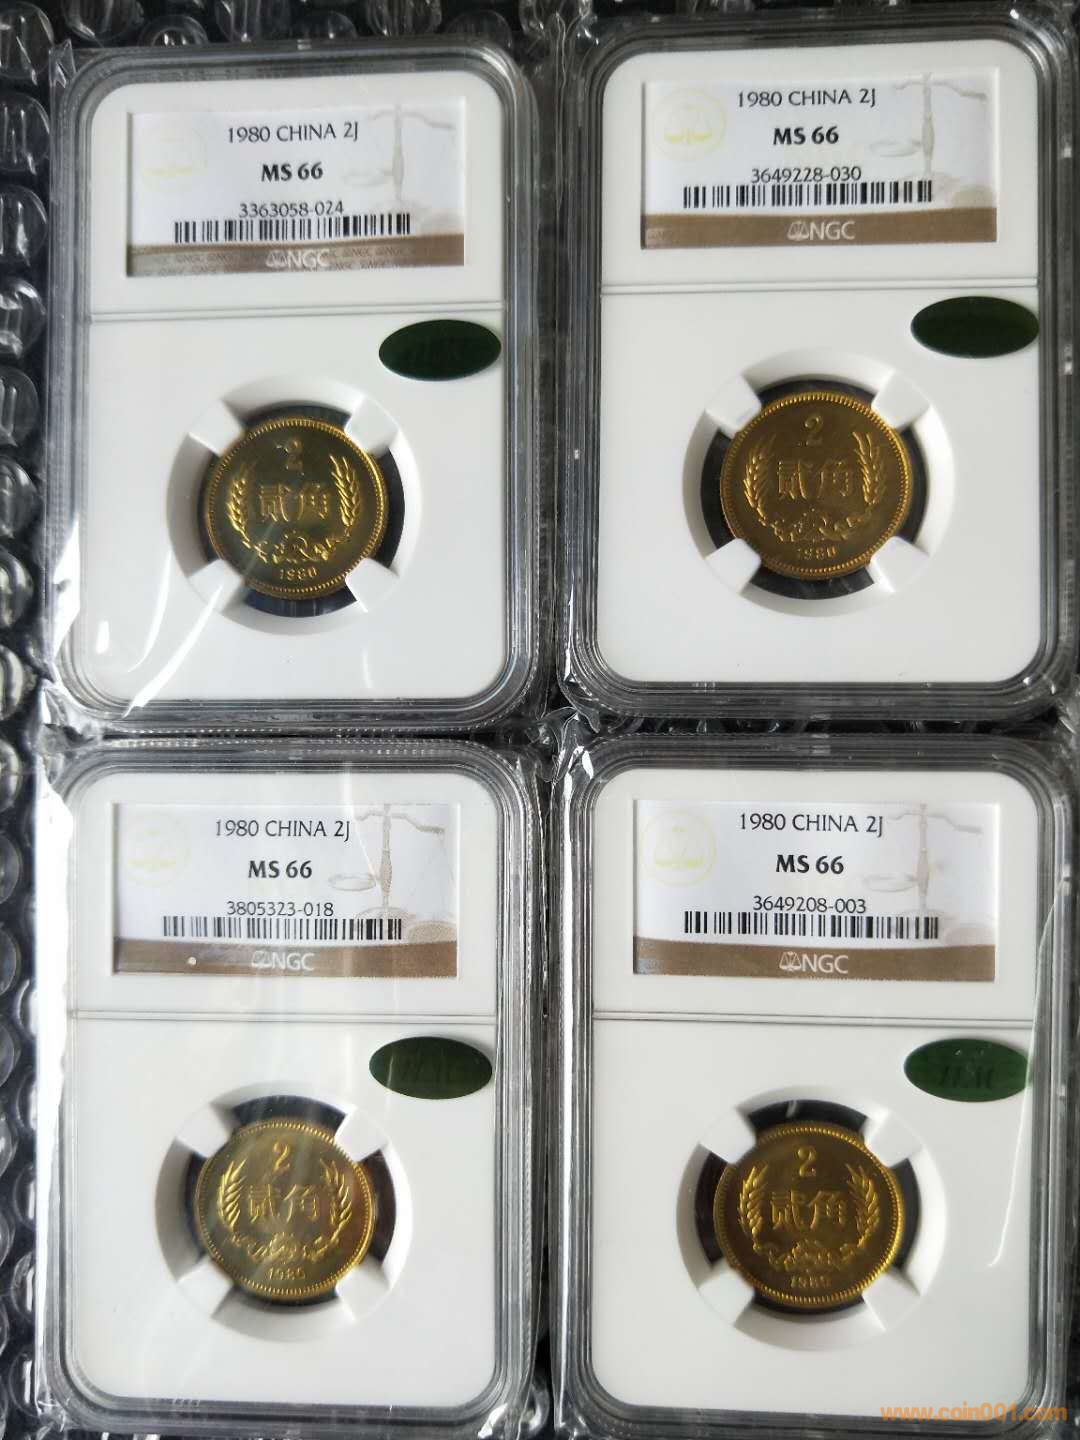 1980 CHINA 2J
MS 66
3363058-024
NGC
2
贰角
1980
1980 CHINA 2J
MS 66
3649228-030
NGC
2
贰角
1980
1980 CHINA 2J
MS 66
3805323-018
NGC
2
贰角
1980
1980 CHINA 2J
MS 66
3649208-003
NGC
2
贰角
1980
www.coin001.com